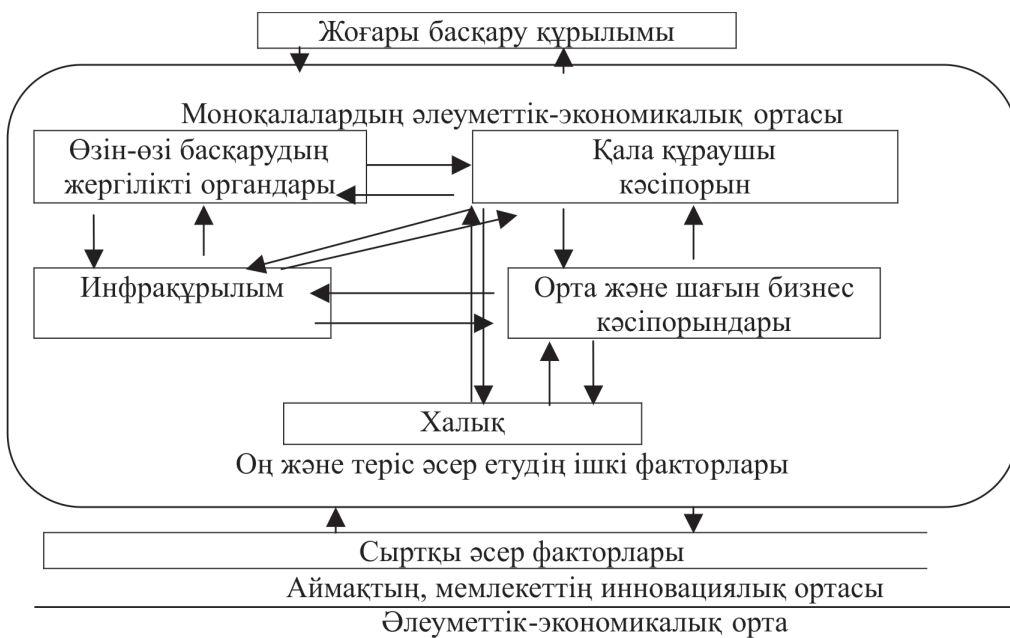 Жоғары басқару құрылымы
Моноқалалардың әлеуметтік-экономикалық ортасы
Өзін-өзі басқарудың
жергілікті органдары
Қала құраушы
кәсіпорын
Инфрақұрылым
Орта және шағын бизнес
кәсіпорындары
Халық
Оң және теріс әсер етудің ішкі факторлары
Сыртқы әсер факторлары
Аймақтың, мемлекеттің инновациялық ортасы
Әлеуметтік-экономикалық орта